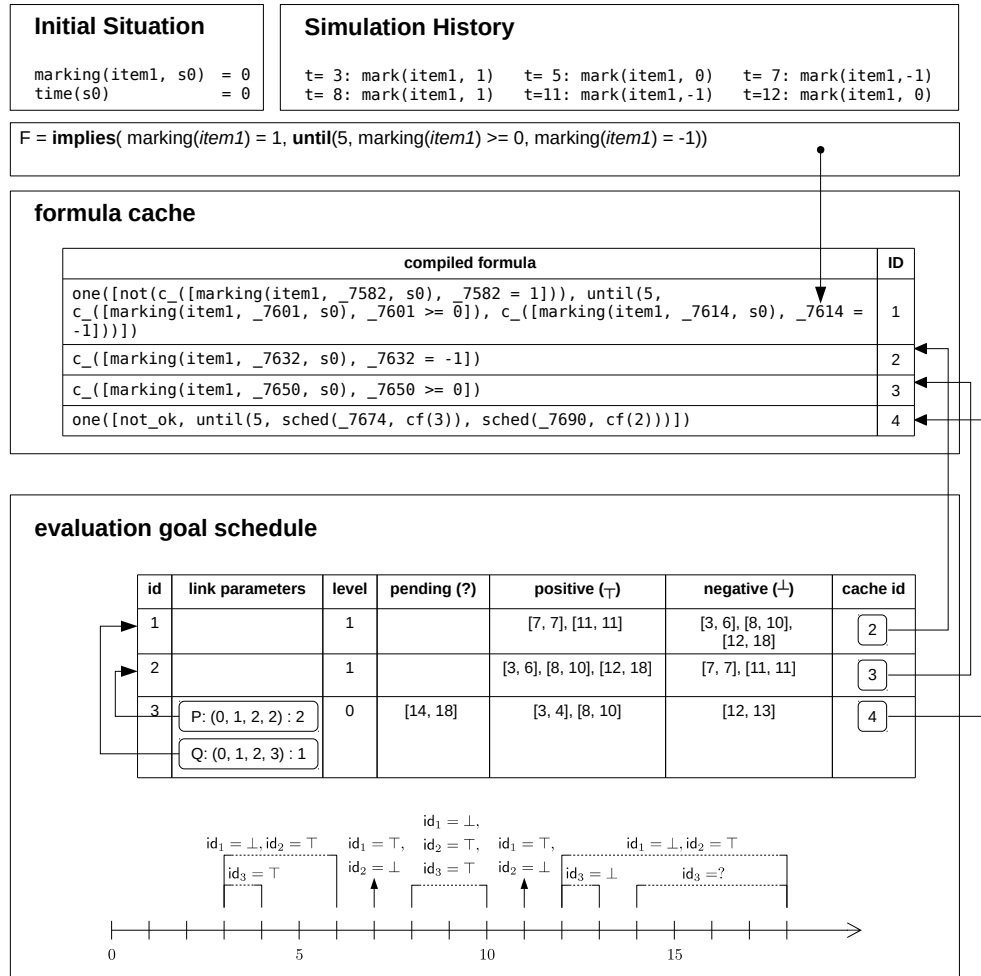 Initial Situation
marking(item1, s0) = 0
time(s0) = 0
Simulation History
t= 3: mark(item1, 1) t= 5: mark(item1, 0) t= 7: mark(item1,-1)
t= 8: mark(item1, 1) t=11: mark(item1,-1) t=12: mark(item1, 0)
F = implies( marking(item1) = 1, until(5, marking(item1) >= 0, marking(item1) = -1))
formula cache
compiled formula ID
one([not(c_([marking(item1, _7582, s0), _7582 = 1])), until(5,
c_([marking(item1, _7601, s0), _7601 >= 0]), c_([marking(item1, _7614, s0), _7614 =
-1]))])
1
c_([marking(item1, _7632, s0), _7632 = -1]) 2
c_([marking(item1, _7650, s0), _7650 >= 0]) 3
one([not_ok, until(5, sched(_7674, cf(3)), sched(_7690, cf(2)))]) 4
evaluation goal schedule
id link parameters level pending (?) positive (⊤) negative (⊥) cache id
1 1 [7, 7], [11, 11] [3, 6], [8, 10],
[12, 18]
2
2 1 [3, 6], [8, 10], [12, 18] [7, 7], [11, 11] 3
3 P: (0, 1, 2, 2) : 2 0 [14, 18] [3, 4], [8, 10] [12, 13] 4
Q: (0, 1, 2, 3) : 1
id₁ = ⊥, id₂ = ⊤
id₃ = ⊤
id₁ = ⊤,
id₂ = ⊥
id₁ = ⊥,
id₂ = ⊤,
id₃ = ⊤
id₁ = ⊤,
id₂ = ⊥
id₁ = ⊥, id₂ = ⊤
id₃ = ⊥
id₃ =?
0 5 10 15